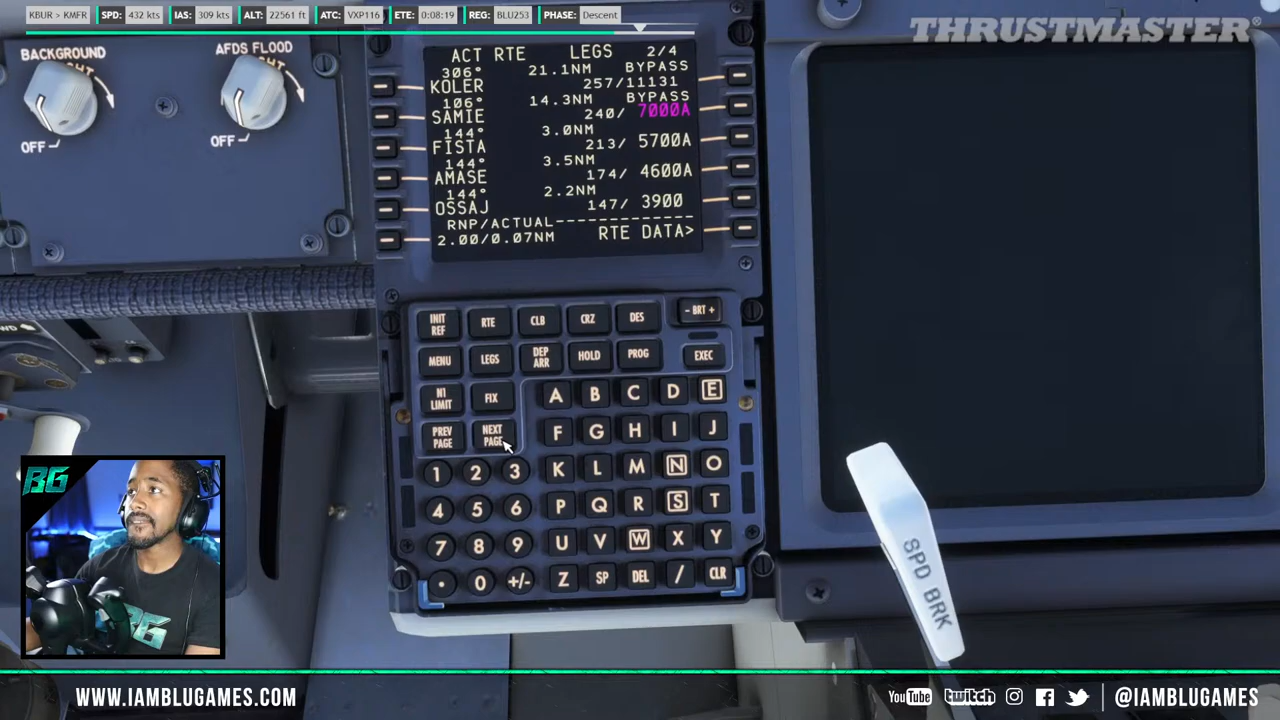 KBUR > KMFR SPD: 432 kts IAS: 309 kts ALT: 22561 ft ATC: VXP116 ETE: 0:08:19 REG: BLU253 PHASE: Descent
THRUSTMASTER
BACKGROUND
AFDS FLOOD
OFF
OFF
ACT RTE LEGS 2/4
306° 21.1NM BYPASS
KOLER 257/11131
106° 14.3NM BYPASS
SAMIE 240/ 7000A
144° 3.0NM
FISTA 213/ 5700A
144° 3.5NM
AMASE 174/ 4600A
144° 2.2NM
OSSAJ 147/ 3900
RNP/ACTUAL----------------
2.00/0.07NM RTE DATA>
INIT REF RTE CLB CRZ DES - BRT +
MENU LEGS DEP ARR HOLD PROG EXEC
N1 LIMIT FIX A B C D E
PREV PAGE NEXT PAGE F G H I J
1 2 3 K L M N O
4 5 6 P Q R S T
7 8 9 U V W X Y
. 0 +/- Z SP DEL / CLR
SPD BRK
BG
BG
WWW.IAMBLUGAMES.COM
YouTube twitch @IAMBLUGAMES